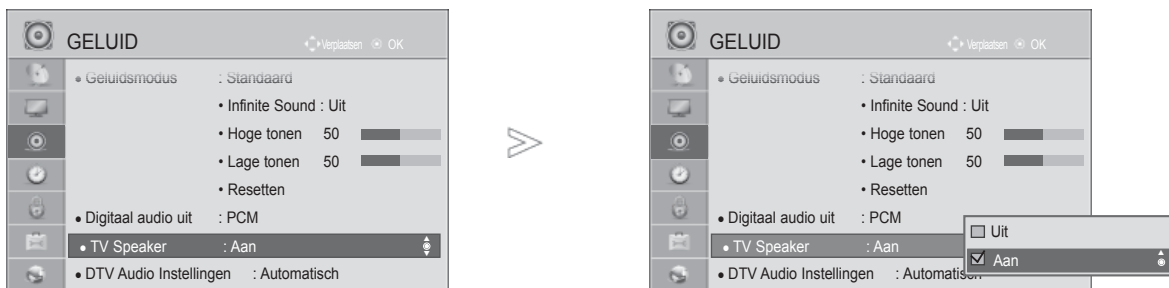 GELUID
Verplaatsen OK
• Geluidsmodus : Standaard
• Infinite Sound : Uit
• Hoge tonen 50
• Lage tonen 50
• Resetten
• Digitaal audio uit : PCM
• TV Speaker : Aan
• DTV Audio Instellingen : Automatisch
GELUID
Verplaatsen OK
• Geluidsmodus : Standaard
• Infinite Sound : Uit
• Hoge tonen 50
• Lage tonen 50
• Resetten
• Digitaal audio uit : PCM
• TV Speaker : Aan
• DTV Audio Instellingen : Automatisch
Uit
Aan